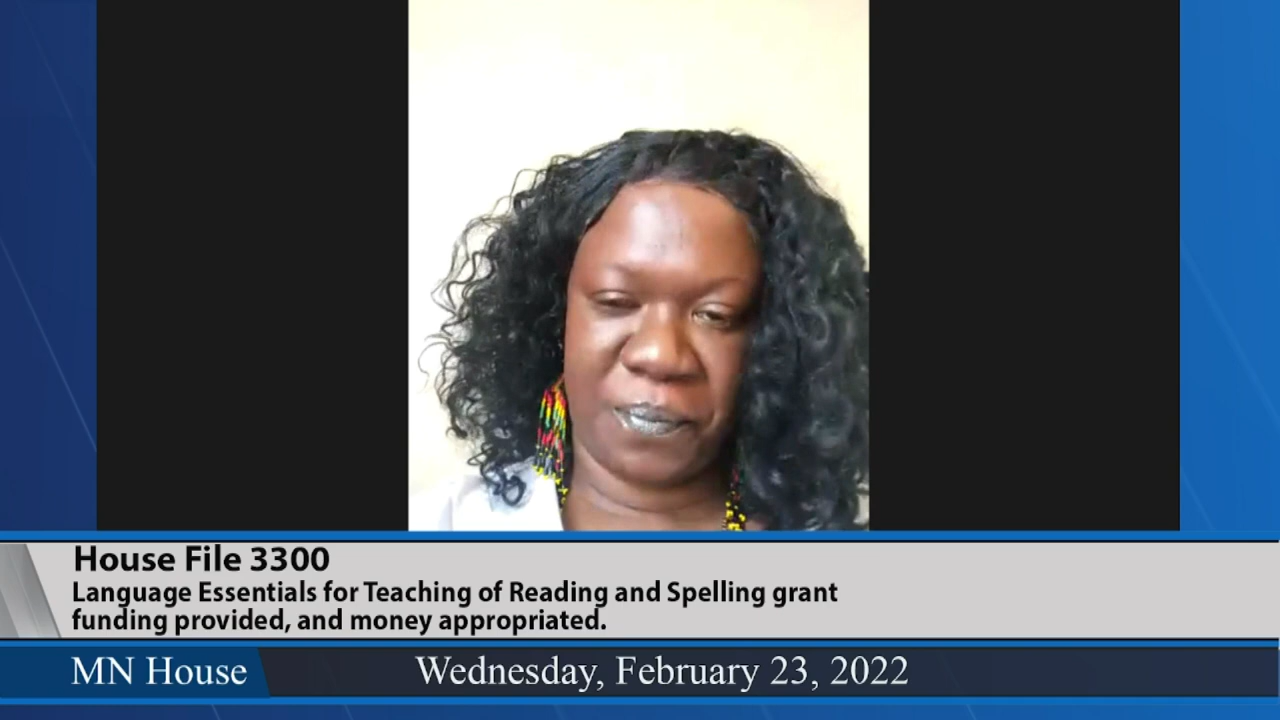 House File 3300
Language Essentials for Teaching of Reading and Spelling grant
funding provided, and money appropriated.
MN House
Wednesday, February 23, 2022